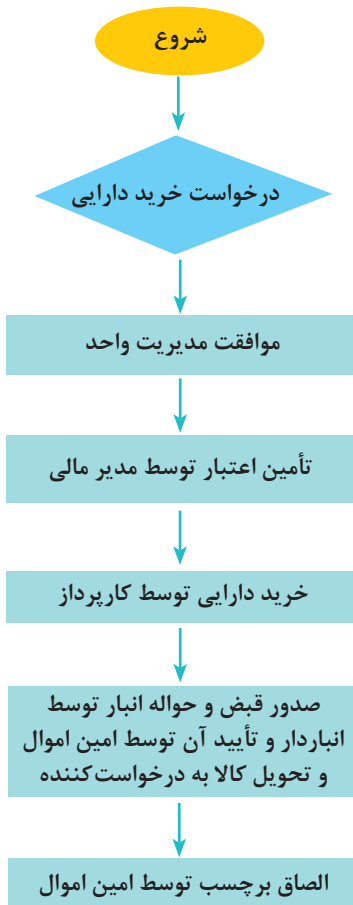 شروع
درخواست خرید دارایی
موافقت مدیریت واحد
تأمین اعتبار توسط مدیر مالی
خرید دارایی توسط کارپرداز
صدور قبض و حواله انبار توسط
انباردار و تأیید آن توسط امین اموال
و تحویل کالا به درخواست‌کننده
الصاق برچسب توسط امین اموال